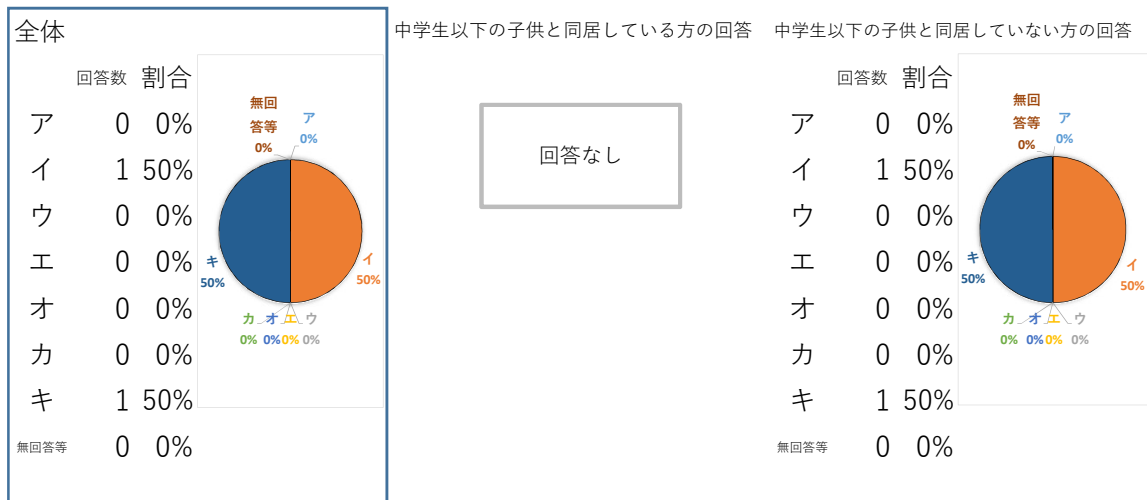 全体
回答数 割合
ア 0 0%
イ 1 50%
ウ 0 0%
エ 0 0%
オ 0 0%
カ 0 0%
キ 1 50%
無回答等 0 0%
無回
答等
0%
ア
0%
イ
50%
キ
50%
カ オ エ ウ
0% 0% 0% 0%
中学生以下の子供と同居している方の回答
回答なし
中学生以下の子供と同居していない方の回答
回答数 割合
ア 0 0%
イ 1 50%
ウ 0 0%
エ 0 0%
オ 0 0%
カ 0 0%
キ 1 50%
無回答等 0 0%
無回
答等
0%
ア
0%
イ
50%
キ
50%
カ オ エ ウ
0% 0% 0% 0%